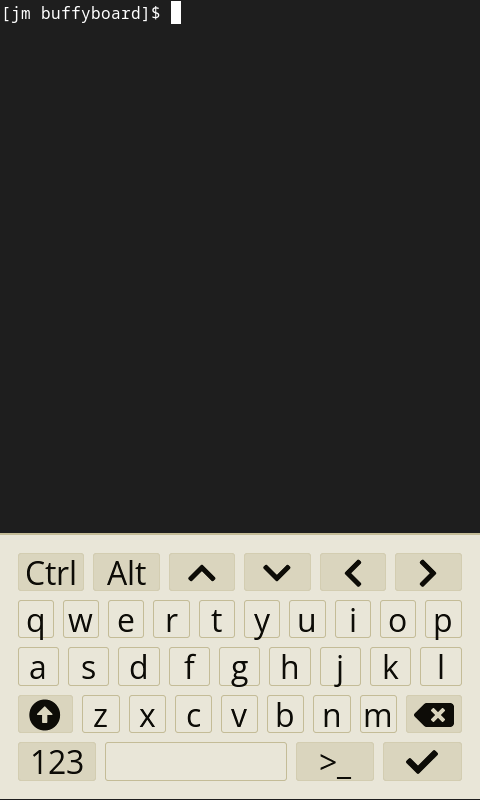 [jm buffyboard]$
Ctrl Alt
q w e r t y u i o p
a s d f g h j k l
z x c v b n m
123 >_